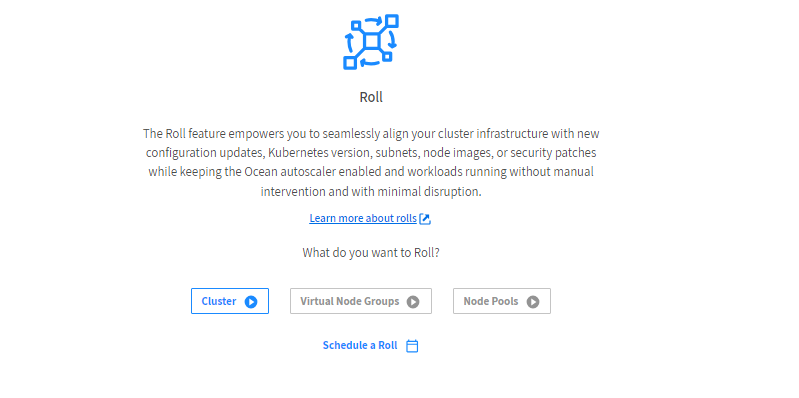 Roll
The Roll feature empowers you to seamlessly align your cluster infrastructure with new
configuration updates, Kubernetes version, subnets, node images, or security patches
while keeping the Ocean autoscaler enabled and workloads running without manual
intervention and with minimal disruption.
Learn more about rolls
What do you want to Roll?
Cluster
Virtual Node Groups
Node Pools
Schedule a Roll